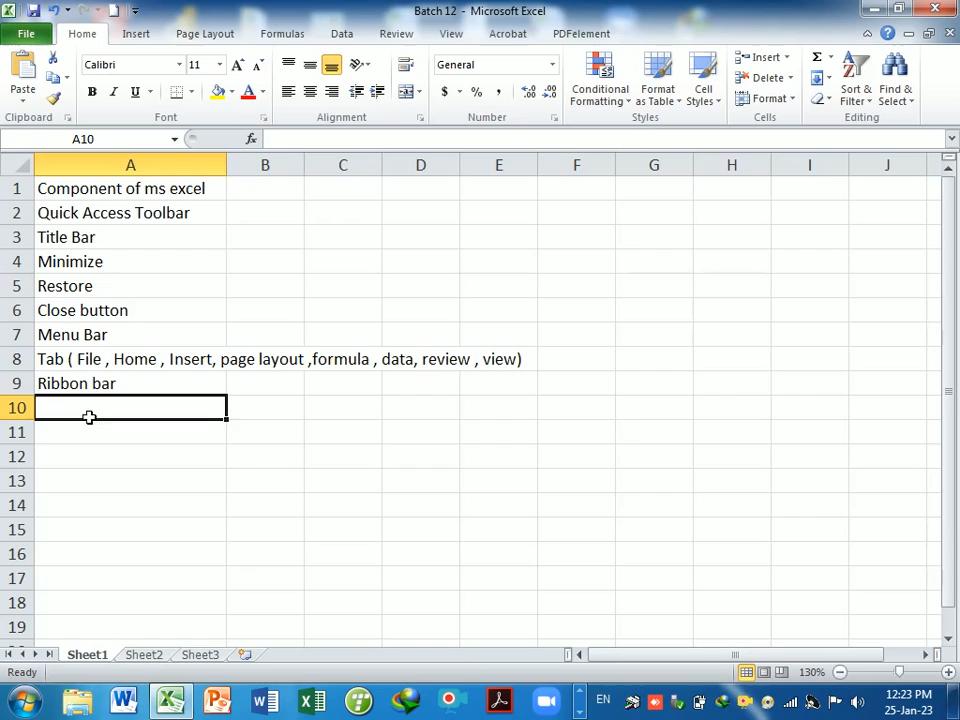 Batch 12 - Microsoft Excel
File Home Insert Page Layout Formulas Data Review View Acrobat PDFelement
Paste
Calibri 11
B I U
A A
General
$ % ,
Conditional Formatting
Format as Table
Cell Styles
Insert
Delete
Format
Σ
Sort & Filter
Find & Select
Clipboard Font Alignment Number Styles Cells Editing
A10 fx
A B C D E F G H I J
1 Component of ms excel
2 Quick Access Toolbar
3 Title Bar
4 Minimize
5 Restore
6 Close button
7 Menu Bar
8 Tab ( File , Home , Insert, page layout ,formula , data, review , view)
9 Ribbon bar
10
11
12
13
14
15
16
17
18
19
Sheet1 Sheet2 Sheet3
Ready 130%
EN 12:23 PM
25-Jan-23